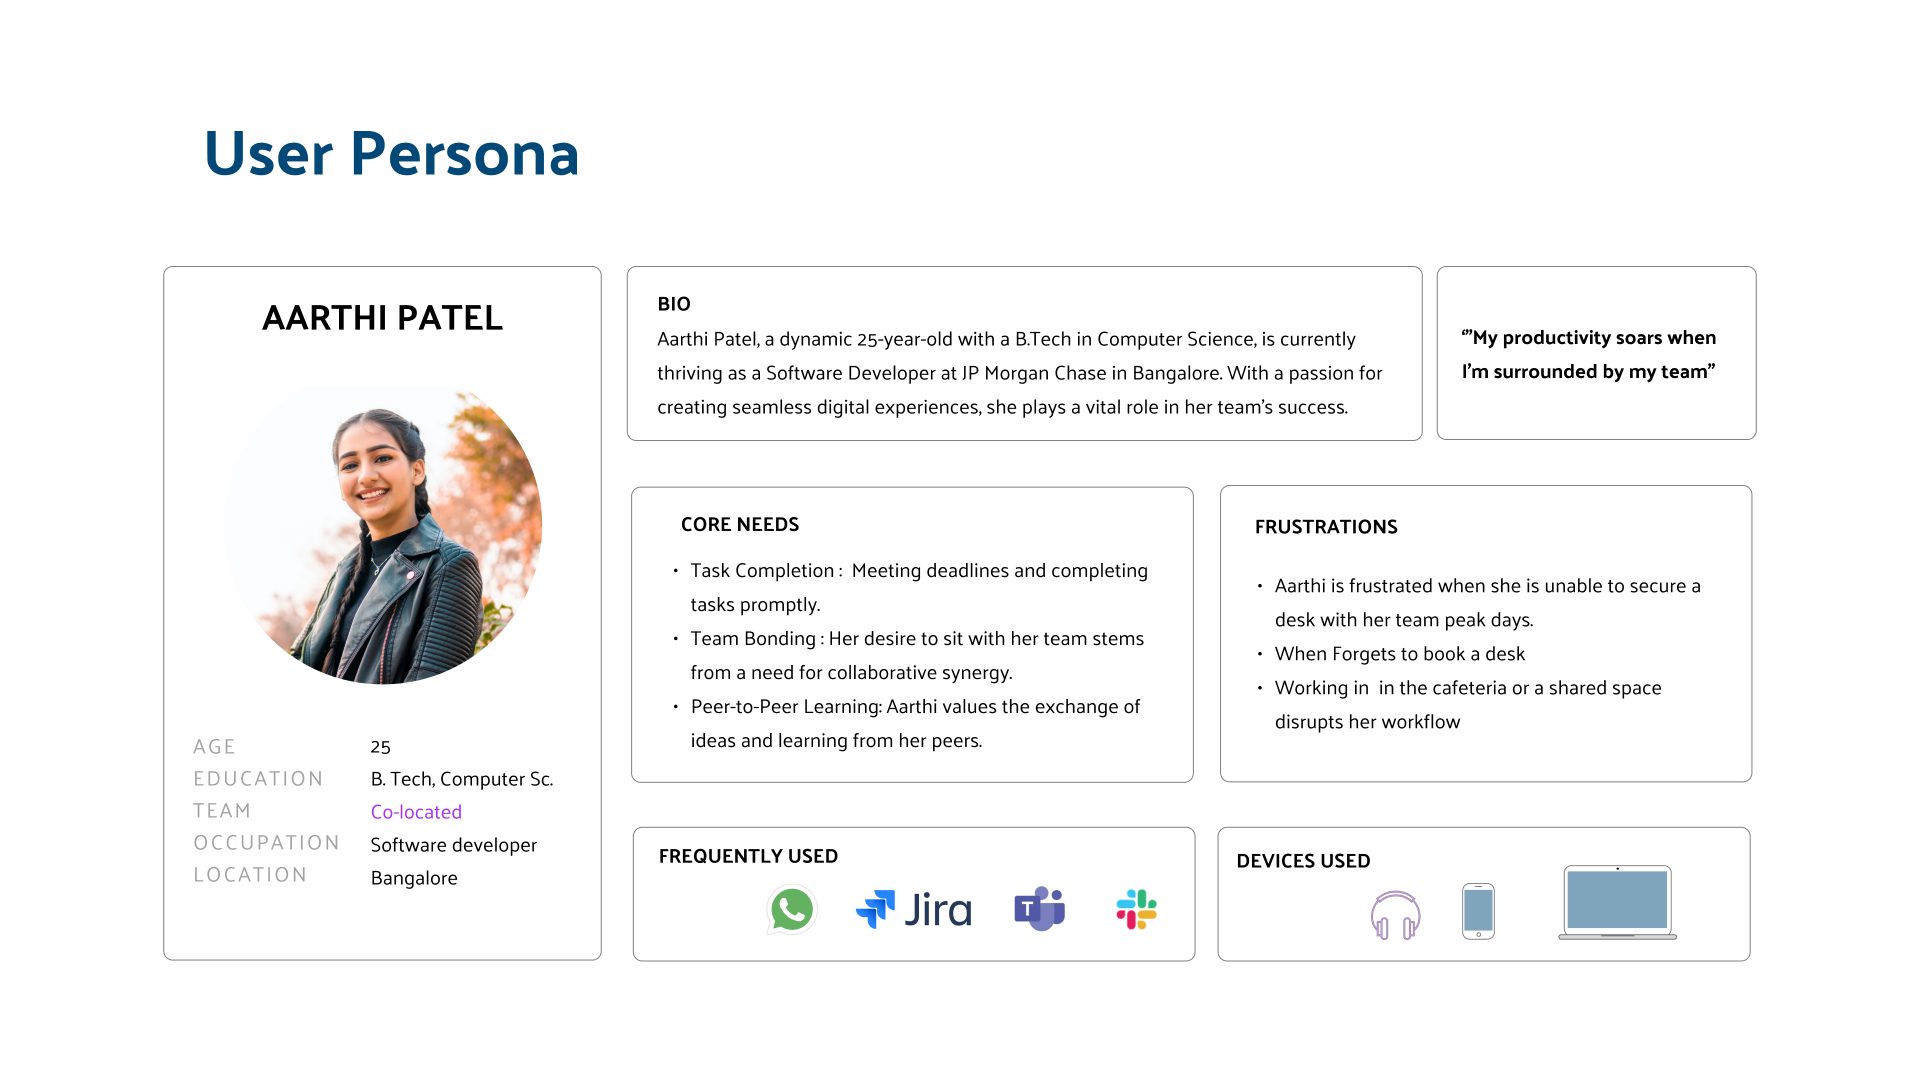 User Persona
AARTHI PATEL
AGE 25
EDUCATION B. Tech, Computer Sc.
TEAM Co-located
OCCUPATION Software developer
LOCATION Bangalore
BIO
Aarthi Patel, a dynamic 25-year-old with a B.Tech in Computer Science, is currently
thriving as a Software Developer at JP Morgan Chase in Bangalore. With a passion for
creating seamless digital experiences, she plays a vital role in her team’s success.
“”My productivity soars when
I’m surrounded by my team”
CORE NEEDS
• Task Completion : Meeting deadlines and completing
tasks promptly.
• Team Bonding : Her desire to sit with her team stems
from a need for collaborative synergy.
• Peer-to-Peer Learning: Aarthi values the exchange of
ideas and learning from her peers.
FRUSTRATIONS
• Aarthi is frustrated when she is unable to secure a
desk with her team peak days.
• When Forgets to book a desk
• Working in  in the cafeteria or a shared space
disrupts her workflow
FREQUENTLY USED
Jira
T
DEVICES USED